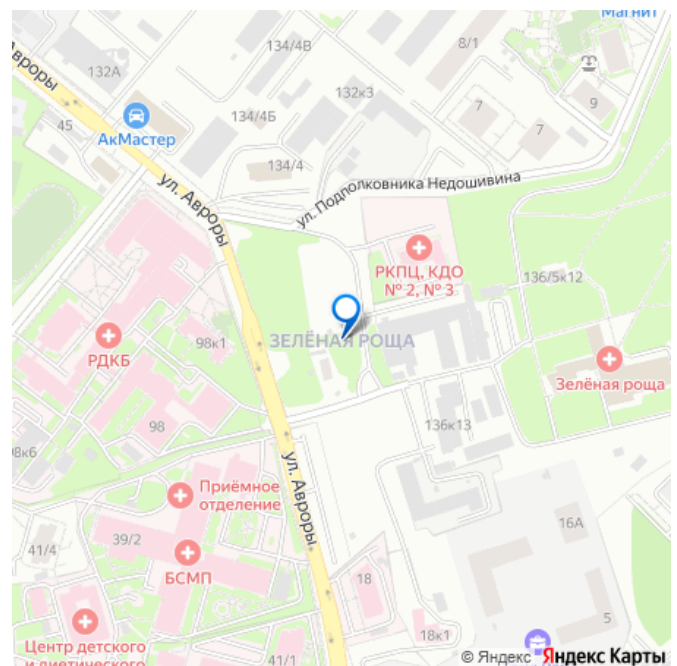 Магнит
134/4В
8/1
Авроры
132А
132к3
7
9
134/4Б
45
АкМастер
7
134/4
ул. Подполковника Недошивина
ул. Авроры
РКПЦ, КДО
№ 2, № 3
136/5к12
ЗЕЛЁНАЯ РОЩА
98к1
РДКБ
Зелёная роща
98
136к13
98к6
ул. Авроры
Приёмное
отделение
16А
39/2
41/4
БСМП
18
5
Центр детского
и диетического
18к1
41/1
© Яндекс Яндекс Карты